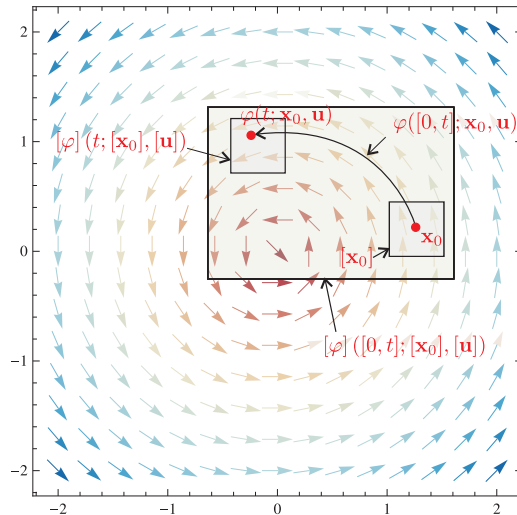 2
1
0
−1
−2
φ(t; x₀, u)
φ([0, t]; x₀, u)
[φ] (t; [x₀], [u])
x₀
[x₀]
[φ] ([0, t]; [x₀], [u])
−2 −1 0 1 2